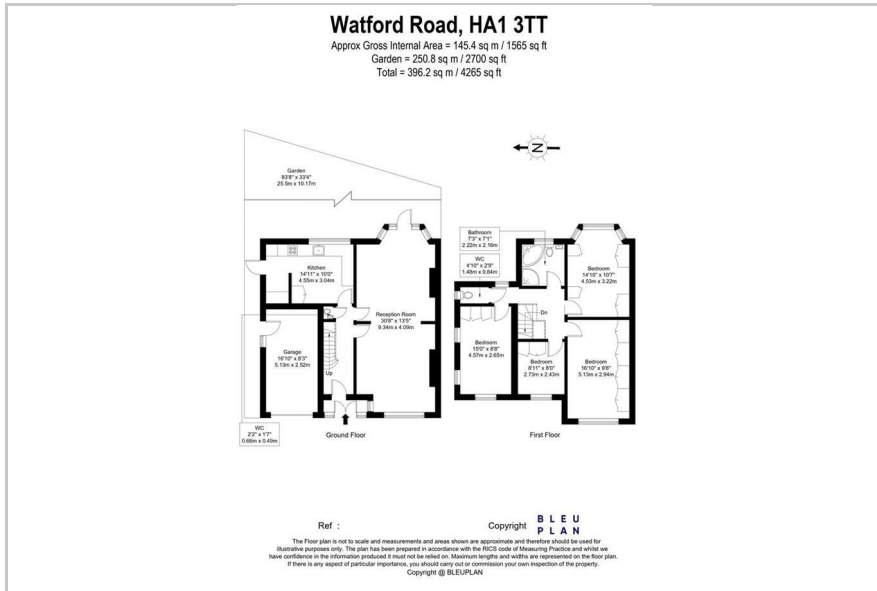 Watford Road, HA1 3TT
Approx Gross Internal Area = 145.4 sq m / 1565 sq ft
Garden = 250.8 sq m / 2700 sq ft
Total = 396.2 sq m / 4265 sq ft
N
Garden
83'8" x 33'4"
25.5m x 10.17m
Kitchen
14'11" x 10'0"
4.55m x 3.04m
Reception Room
30'8" x 13'5"
9.34m x 4.09m
Garage
16'10" x 8'3"
5.13m x 2.52m
Up
WC
2'2" x 1'7"
0.68m x 0.49m
Ground Floor
Bathroom
7'3" x 7'1"
2.22m x 2.16m
WC
4'10" x 2'9"
1.48m x 0.84m
Bedroom
14'10" x 10'7"
4.53m x 3.22m
Dn
Bedroom
15'0" x 8'8"
4.57m x 2.65m
Bedroom
8'11" x 8'0"
2.73m x 2.43m
Bedroom
16'10" x 9'8"
5.13m x 2.94m
First Floor
Ref :
Copyright
BLEU
PLAN
The Floor plan is not to scale and measurements and areas shown are approximate and therefore should be used for
illustrative purposes only. The plan has been prepared in accordance with the RICS code of Measuring Practice and whilst we
have confidence in the information produced it must not be relied on. Maximum lengths and widths are represented on the floor plan.
If there is any aspect of particular importance, you should carry out or commission your own inspection of the property.
Copyright @ BLEUPLAN